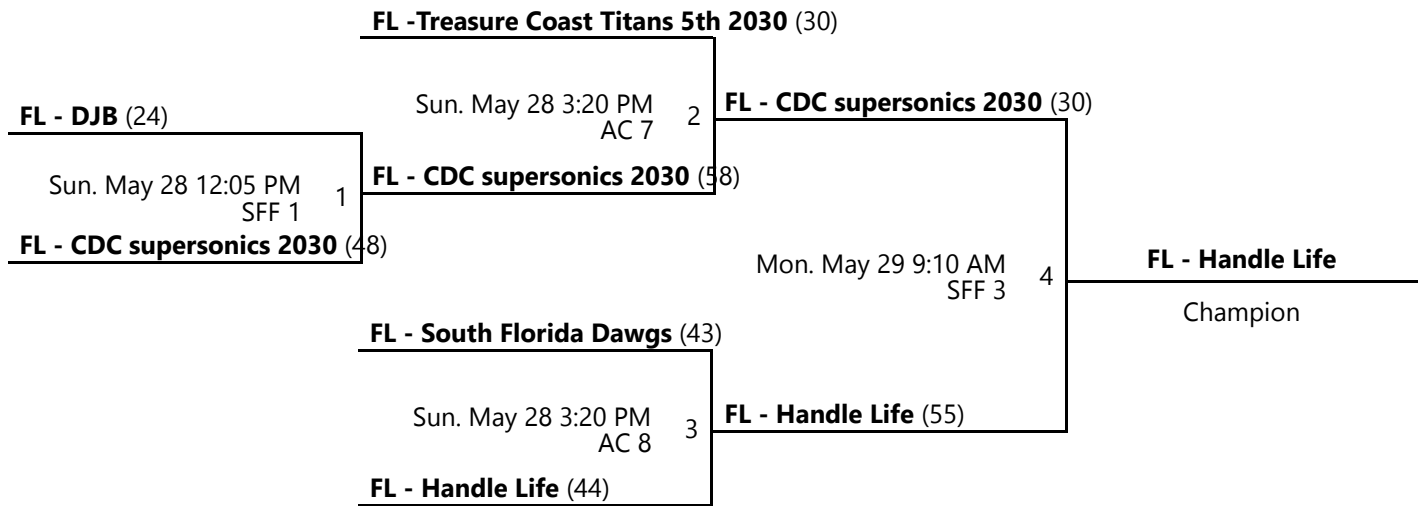 FL -Treasure Coast Titans 5th 2030 (30)
FL - DJB (24)
Sun. May 28 3:20 PM
AC 7
2
FL - CDC supersonics 2030 (30)
Sun. May 28 12:05 PM
SFF 1
1
FL - CDC supersonics 2030 (58)
FL - CDC supersonics 2030 (48)
Mon. May 29 9:10 AM
SFF 3
4
FL - Handle Life
Champion
FL - South Florida Dawgs (43)
Sun. May 28 3:20 PM
AC 8
3
FL - Handle Life (55)
FL - Handle Life (44)